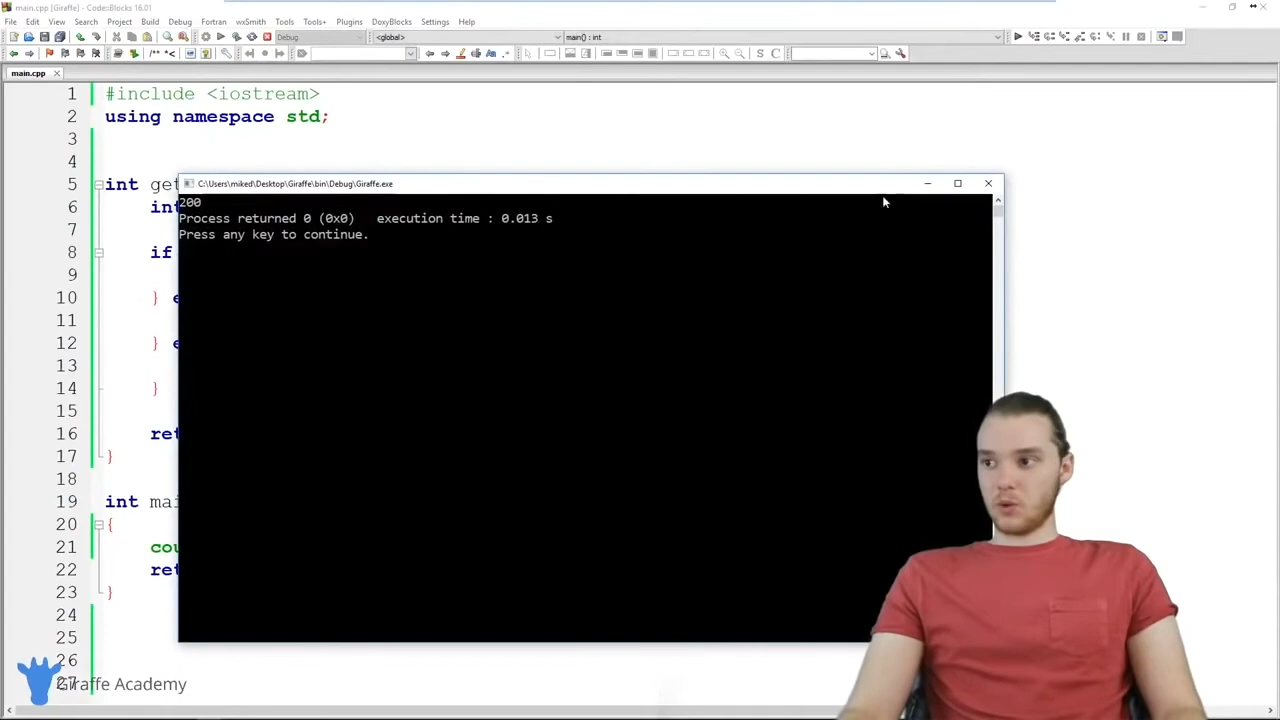 main.cpp [Giraffe] - Code::Blocks 16.01
File Edit View Search Project Build Debug Fortran wxSmith Tools Tools+ Plugins DoxyBlocks Settings Help
Debug
<global>
main() : int
main.cpp
1 #include <iostream>
2 using namespace std;
3
4
5 int get
6 int
7
8 if
9
10 } e
11
12 } e
13
14 }
15
16 ret
17 }
18
19 int mai
20 {
21 cou
22 ret
23 }
24
25
26
27
C:\Users\miked\Desktop\Giraffe\bin\Debug\Giraffe.exe
200
Process returned 0 (0x0)   execution time : 0.013 s
Press any key to continue.
Giraffe Academy